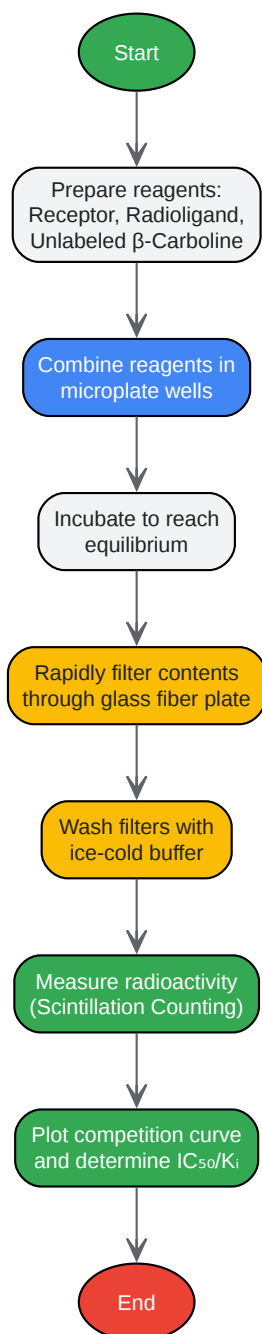 Start
Prepare reagents:
Receptor, Radioligand,
Unlabeled β-Carboline
Combine reagents in
microplate wells
Incubate to reach
equilibrium
Rapidly filter contents
through glass fiber plate
Wash filters with
ice-cold buffer
Measure radioactivity
(Scintillation Counting)
Plot competition curve
and determine IC₅₀/Kᵢ
End